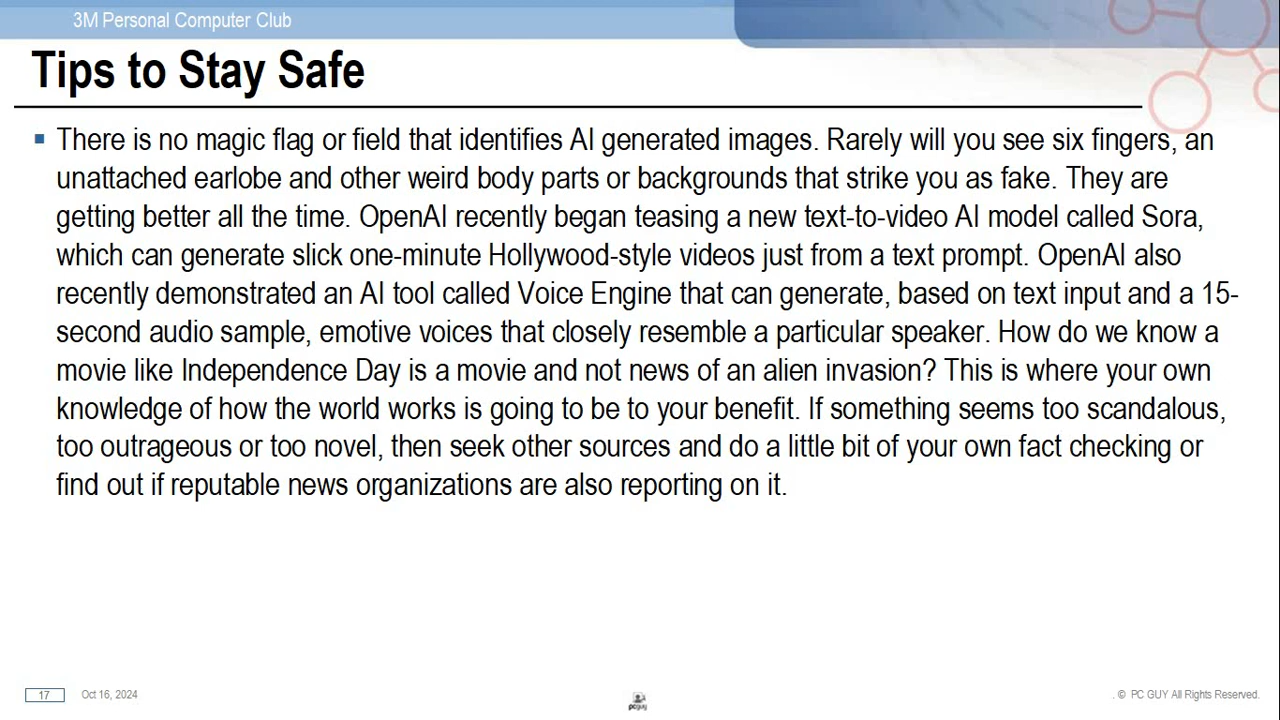 3M Personal Computer Club
Tips to Stay Safe
There is no magic flag or field that identifies AI generated images. Rarely will you see six fingers, an
unattached earlobe and other weird body parts or backgrounds that strike you as fake. They are
getting better all the time. OpenAI recently began teasing a new text-to-video AI model called Sora,
which can generate slick one-minute Hollywood-style videos just from a text prompt. OpenAI also
recently demonstrated an AI tool called Voice Engine that can generate, based on text input and a 15-
second audio sample, emotive voices that closely resemble a particular speaker. How do we know a
movie like Independence Day is a movie and not news of an alien invasion? This is where your own
knowledge of how the world works is going to be to your benefit. If something seems too scandalous,
too outrageous or too novel, then seek other sources and do a little bit of your own fact checking or
find out if reputable news organizations are also reporting on it.
17
Oct 16, 2024
pcguy
. © PC GUY All Rights Reserved.